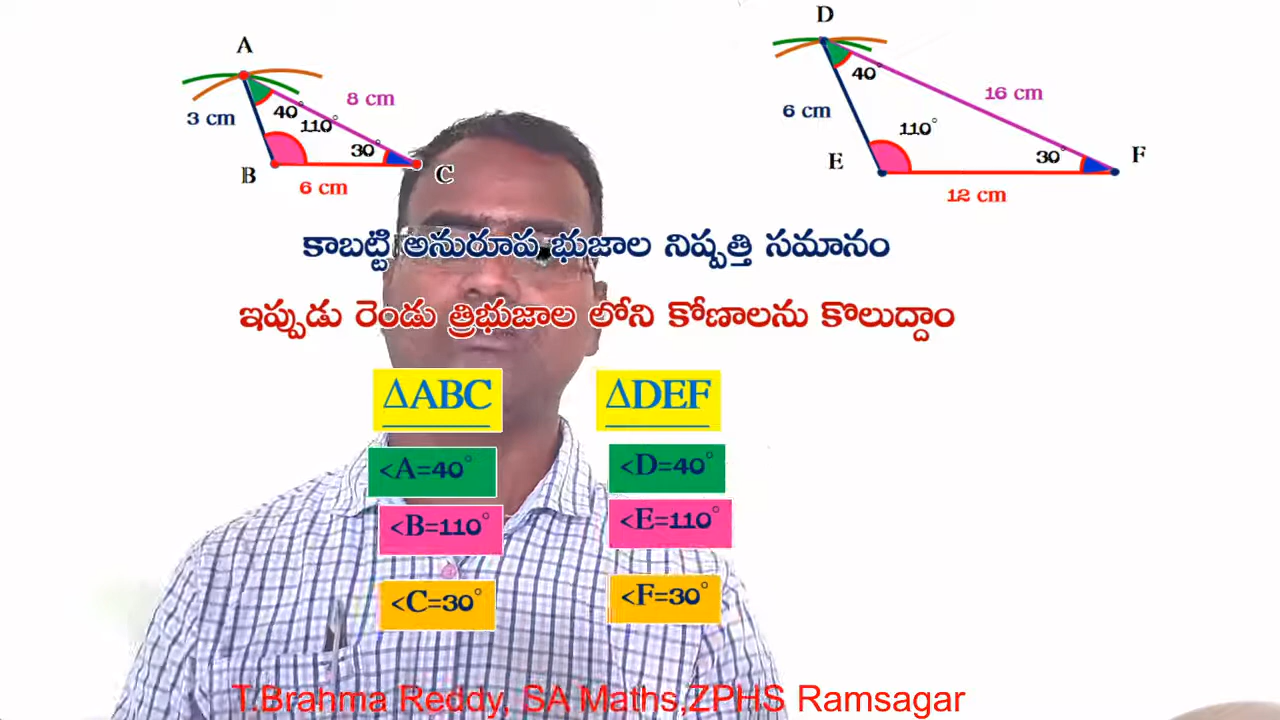 A
D
8 cm
3 cm
40°
110°
30°
B
C
6 cm
40°
16 cm
6 cm
110°
30°
E
F
12 cm
కాబట్టి అనురూప భుజాల నిష్పత్తి సమానం
ఇప్పుడు రెండు త్రిభుజాల లోని కోణాలను కొలుద్దాం
ΔABC ΔDEF
<A=40° <D=40°
<B=110° <E=110°
<C=30° <F=30°
T.Brahma Reddy, SA Maths,ZPHS Ramsagar